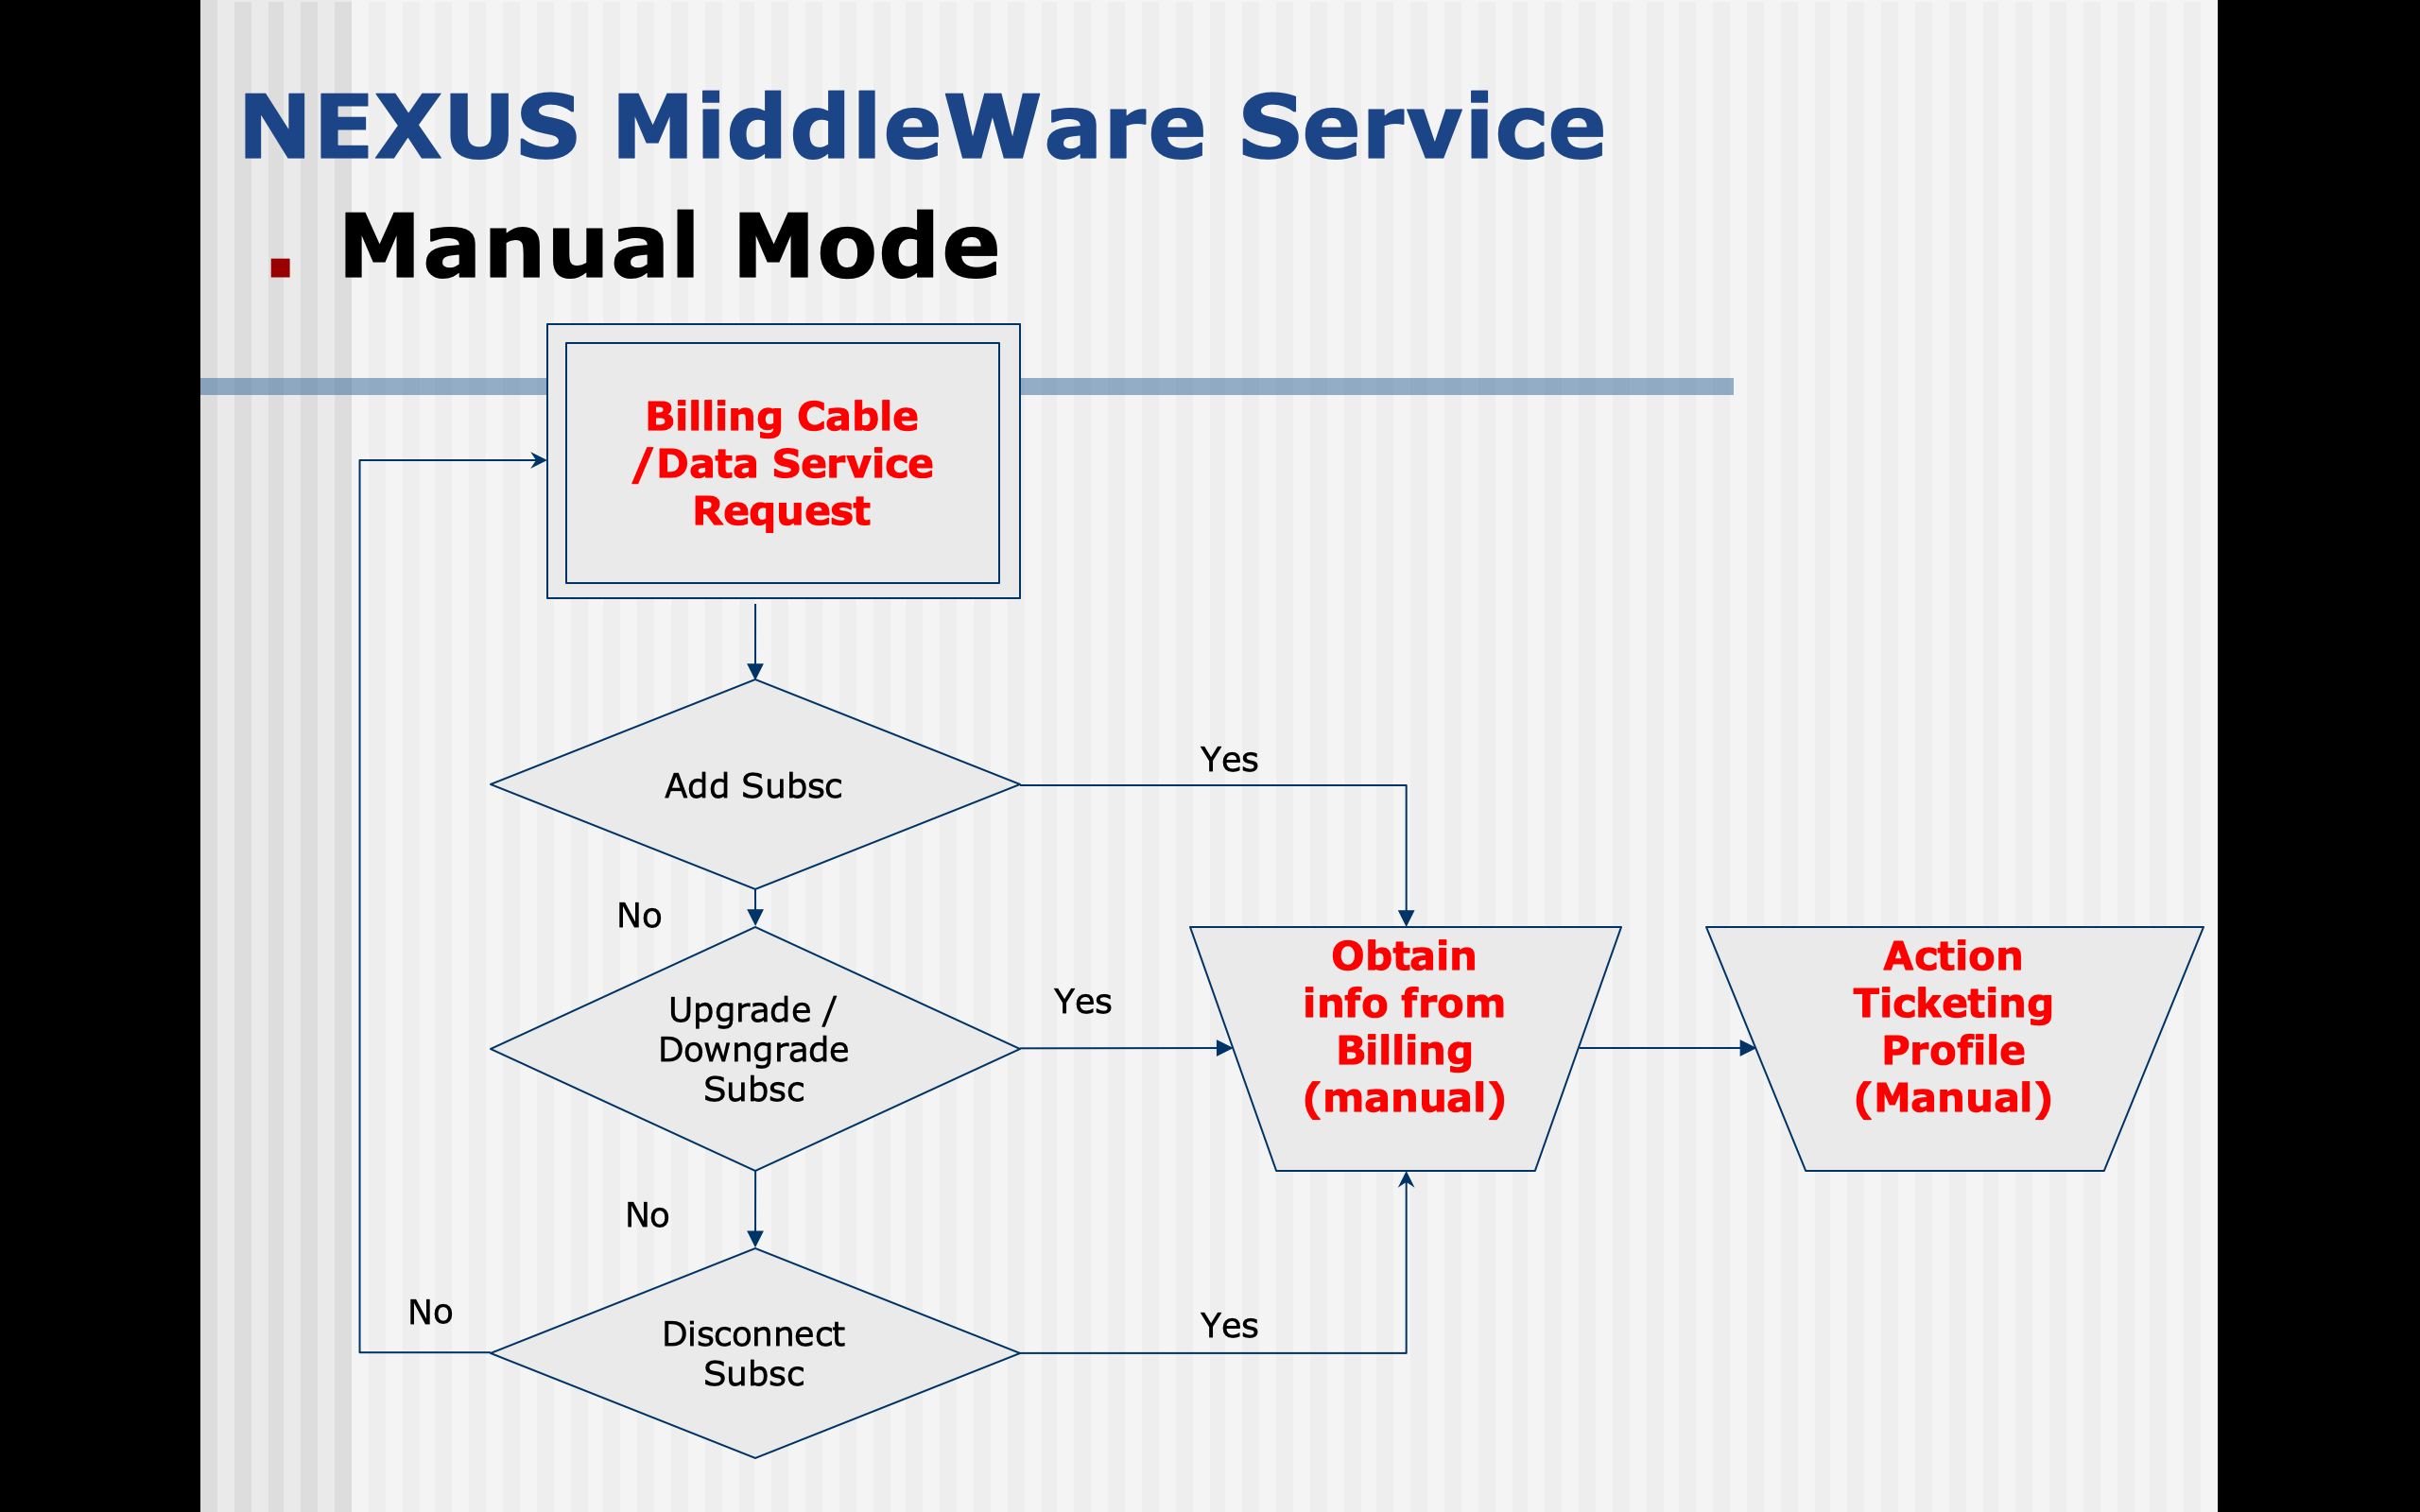 NEXUS MiddleWare Service
. Manual Mode
Billing Cable
/Data Service
Request
Add Subsc
Yes
No
Upgrade /
Downgrade
Subsc
Yes
Obtain
info from
Billing
(manual)
Action
Ticketing
Profile
(Manual)
No
Disconnect
Subsc
No
Yes